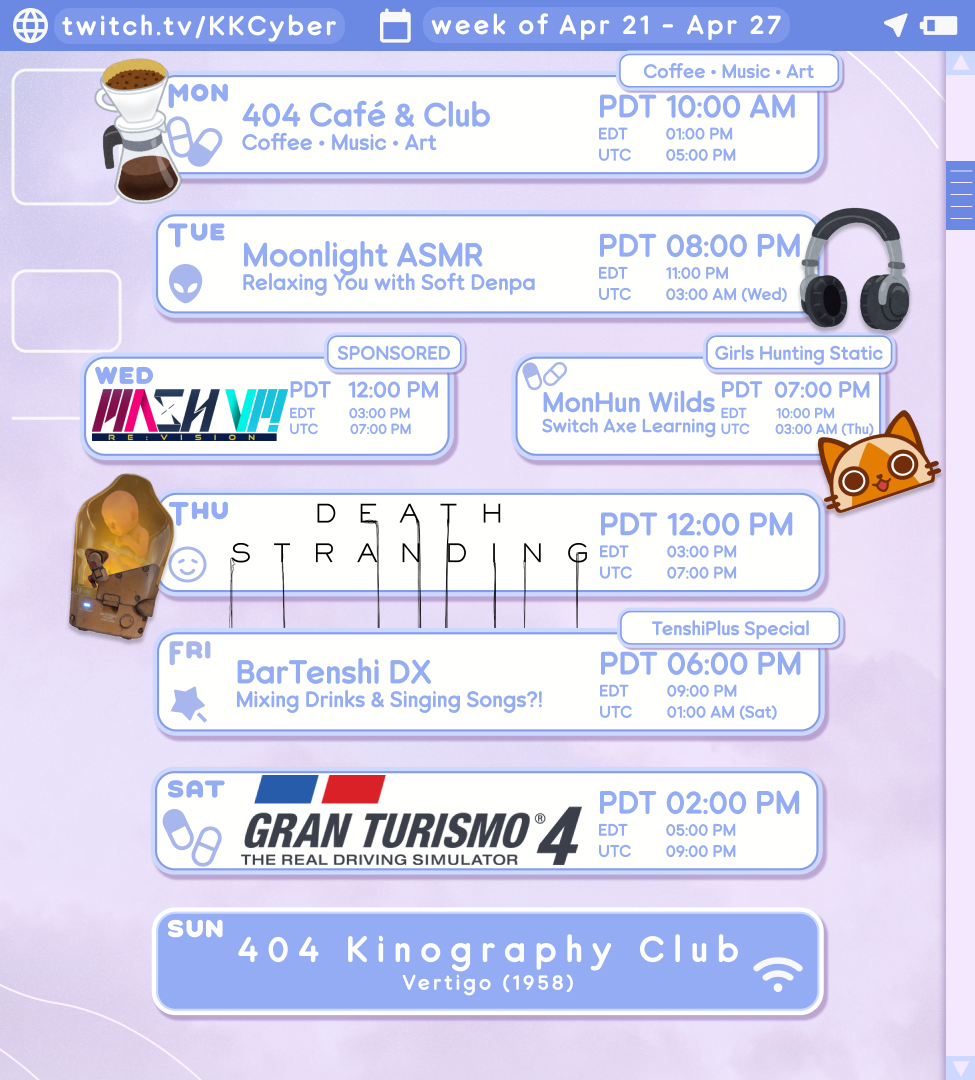 twitch.tv/KKCyber
week of Apr 21 - Apr 27
Coffee • Music • Art
MON
404 Café & Club
Coffee • Music • Art
PDT 10:00 AM
EDT 01:00 PM
UTC 05:00 PM
TUE
Moonlight ASMR
Relaxing You with Soft Denpa
PDT 08:00 PM
EDT 11:00 PM
UTC 03:00 AM (Wed)
SPONSORED
WED
MASH VP!
RE:VISION
PDT 12:00 PM
EDT 03:00 PM
UTC 07:00 PM
Girls Hunting Static
MonHun Wilds
Switch Axe Learning
PDT 07:00 PM
EDT 10:00 PM
UTC 03:00 AM (Thu)
THU
DEATH
STRANDING
PDT 12:00 PM
EDT 03:00 PM
UTC 07:00 PM
TenshiPlus Special
FRI
BarTenshi DX
Mixing Drinks & Singing Songs?!
PDT 06:00 PM
EDT 09:00 PM
UTC 01:00 AM (Sat)
SAT
GRAN TURISMO® 4
THE REAL DRIVING SIMULATOR
PDT 02:00 PM
EDT 05:00 PM
UTC 09:00 PM
SUN
404 Kinography Club
Vertigo (1958)